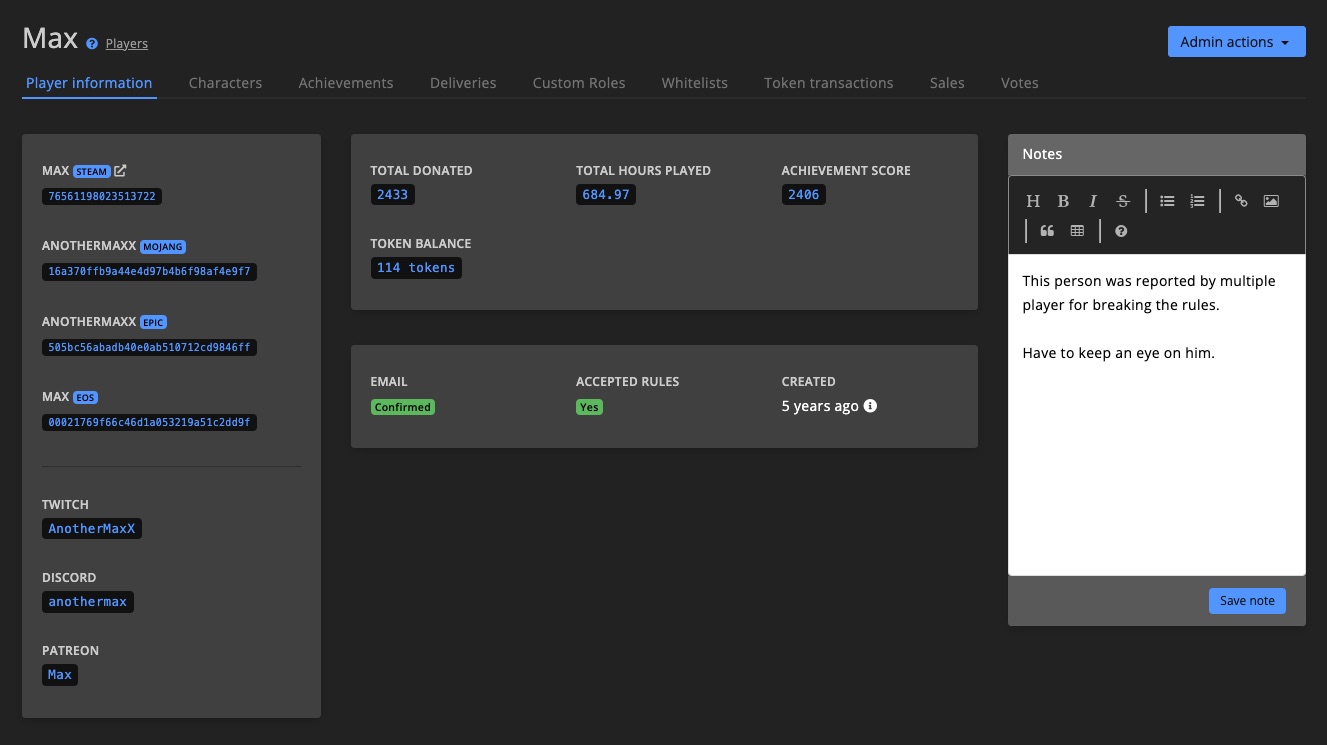 Max Players
Admin actions
Player information Characters Achievements Deliveries Custom Roles Whitelists Token transactions Sales Votes
MAX STEAM
76561198023513722
ANOTHERMAXX MOJANG
16a370ffb9a44e4d97b4b6f98af4e9f7
ANOTHERMAXX EPIC
505bc56abadb40e0ab510712cd9846ff
MAX EOS
00021769f66c46d1a053219a51c2dd9f
TWITCH
AnotherMaxX
DISCORD
anothermax
PATREON
Max
TOTAL DONATED TOTAL HOURS PLAYED ACHIEVEMENT SCORE
2433 684.97 2406
TOKEN BALANCE
114 tokens
EMAIL ACCEPTED RULES CREATED
Confirmed Yes 5 years ago
Notes
H B I S
This person was reported by multiple
player for breaking the rules.
Have to keep an eye on him.
Save note